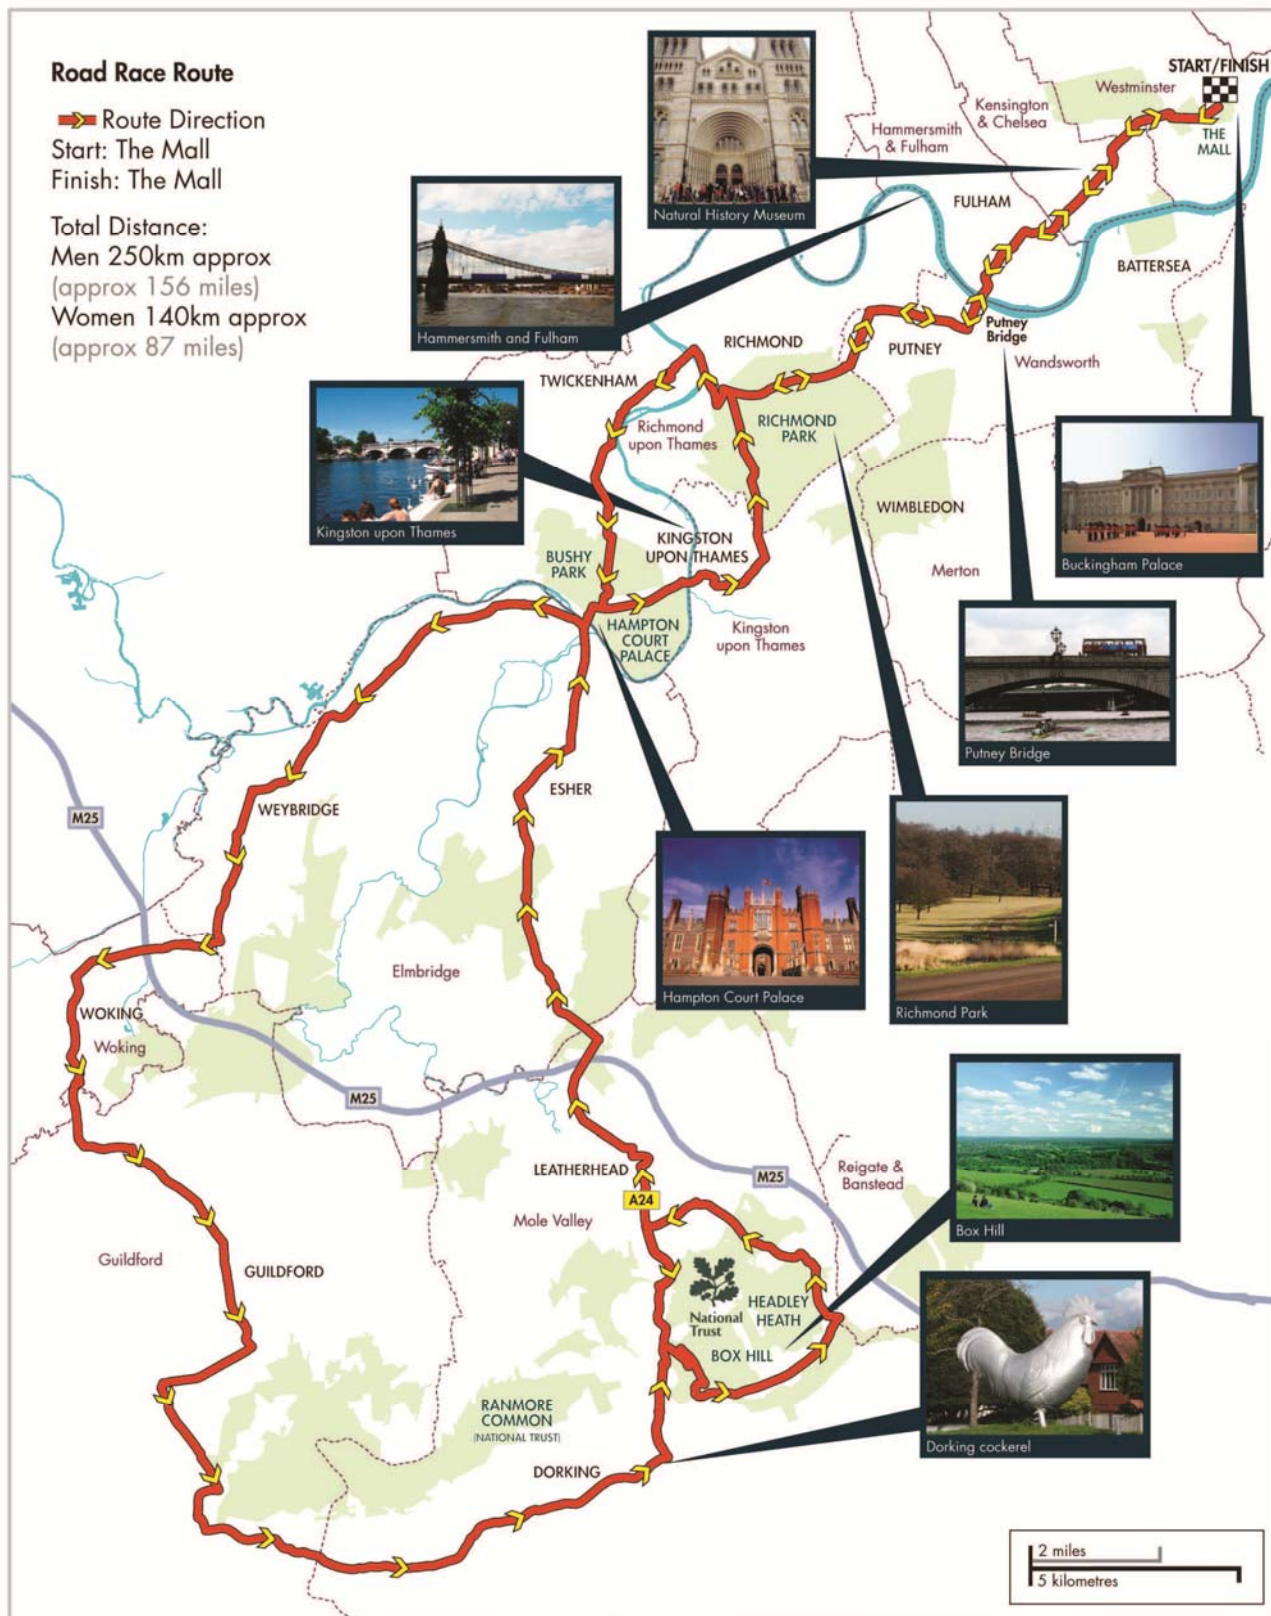 Road Race Route
Route Direction
Start: The Mall
Finish: The Mall
Total Distance:
Men 250km approx
(approx 156 miles)
Women 140km approx
(approx 87 miles)
START/FINISH
Westminster
THE
MALL
Kensington
& Chelsea
Hammersmith
& Fulham
Natural History Museum
FULHAM
BATTERSEA
Hammersmith and Fulham
Putney
Bridge
Wandsworth
PUTNEY
RICHMOND
TWICKENHAM
Richmond
upon Thames
RICHMOND
PARK
WIMBLEDON
Kingston upon Thames
KINGSTON
UPON THAMES
BUSHY
PARK
Merton
Buckingham Palace
HAMPTON
COURT
PALACE
Kingston
upon Thames
Putney Bridge
ESHER
WEYBRIDGE
M25
Elmbridge
Hampton Court Palace
Richmond Park
WOKING
Woking
M25
LEATHERHEAD
A24
M25
Reigate &
Banstead
Mole Valley
Box Hill
Guildford
GUILDFORD
National
Trust
HEADLEY
HEATH
BOX HILL
RANMORE
COMMON
(NATIONAL TRUST)
DORKING
Dorking cockerel
2 miles
5 kilometres